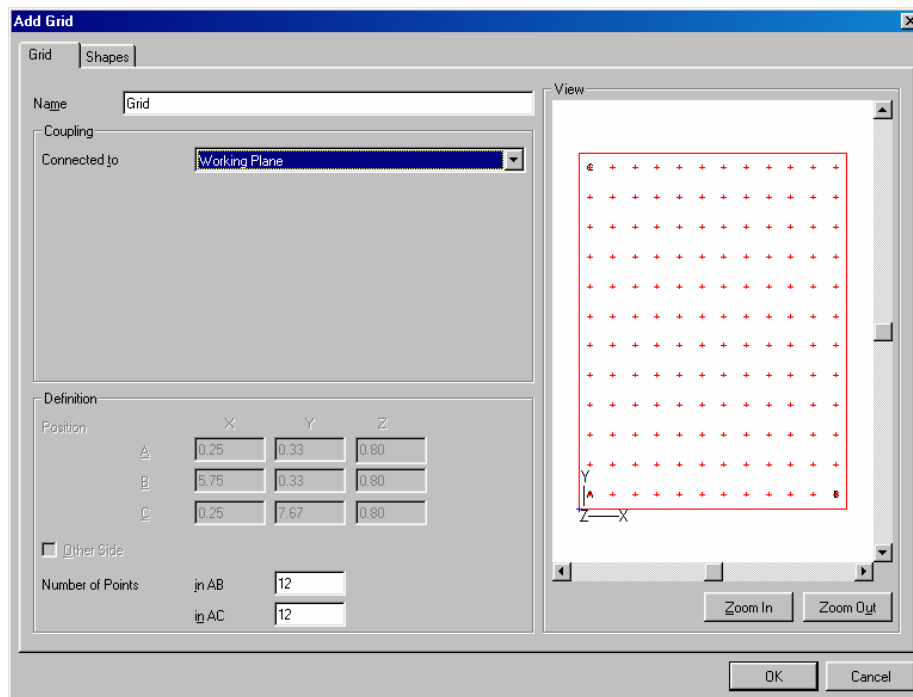 Add Grid
Grid Shapes
Name Grid
Coupling
Connected to Working Plane
Definition
Position X Y Z
A 0.25 0.33 0.80
B 5.75 0.33 0.80
C 0.25 7.67 0.80
Other Side
Number of Points in AB 12
in AC 12
View
C
Y
A B
Z X
Zoom In Zoom Out
OK Cancel